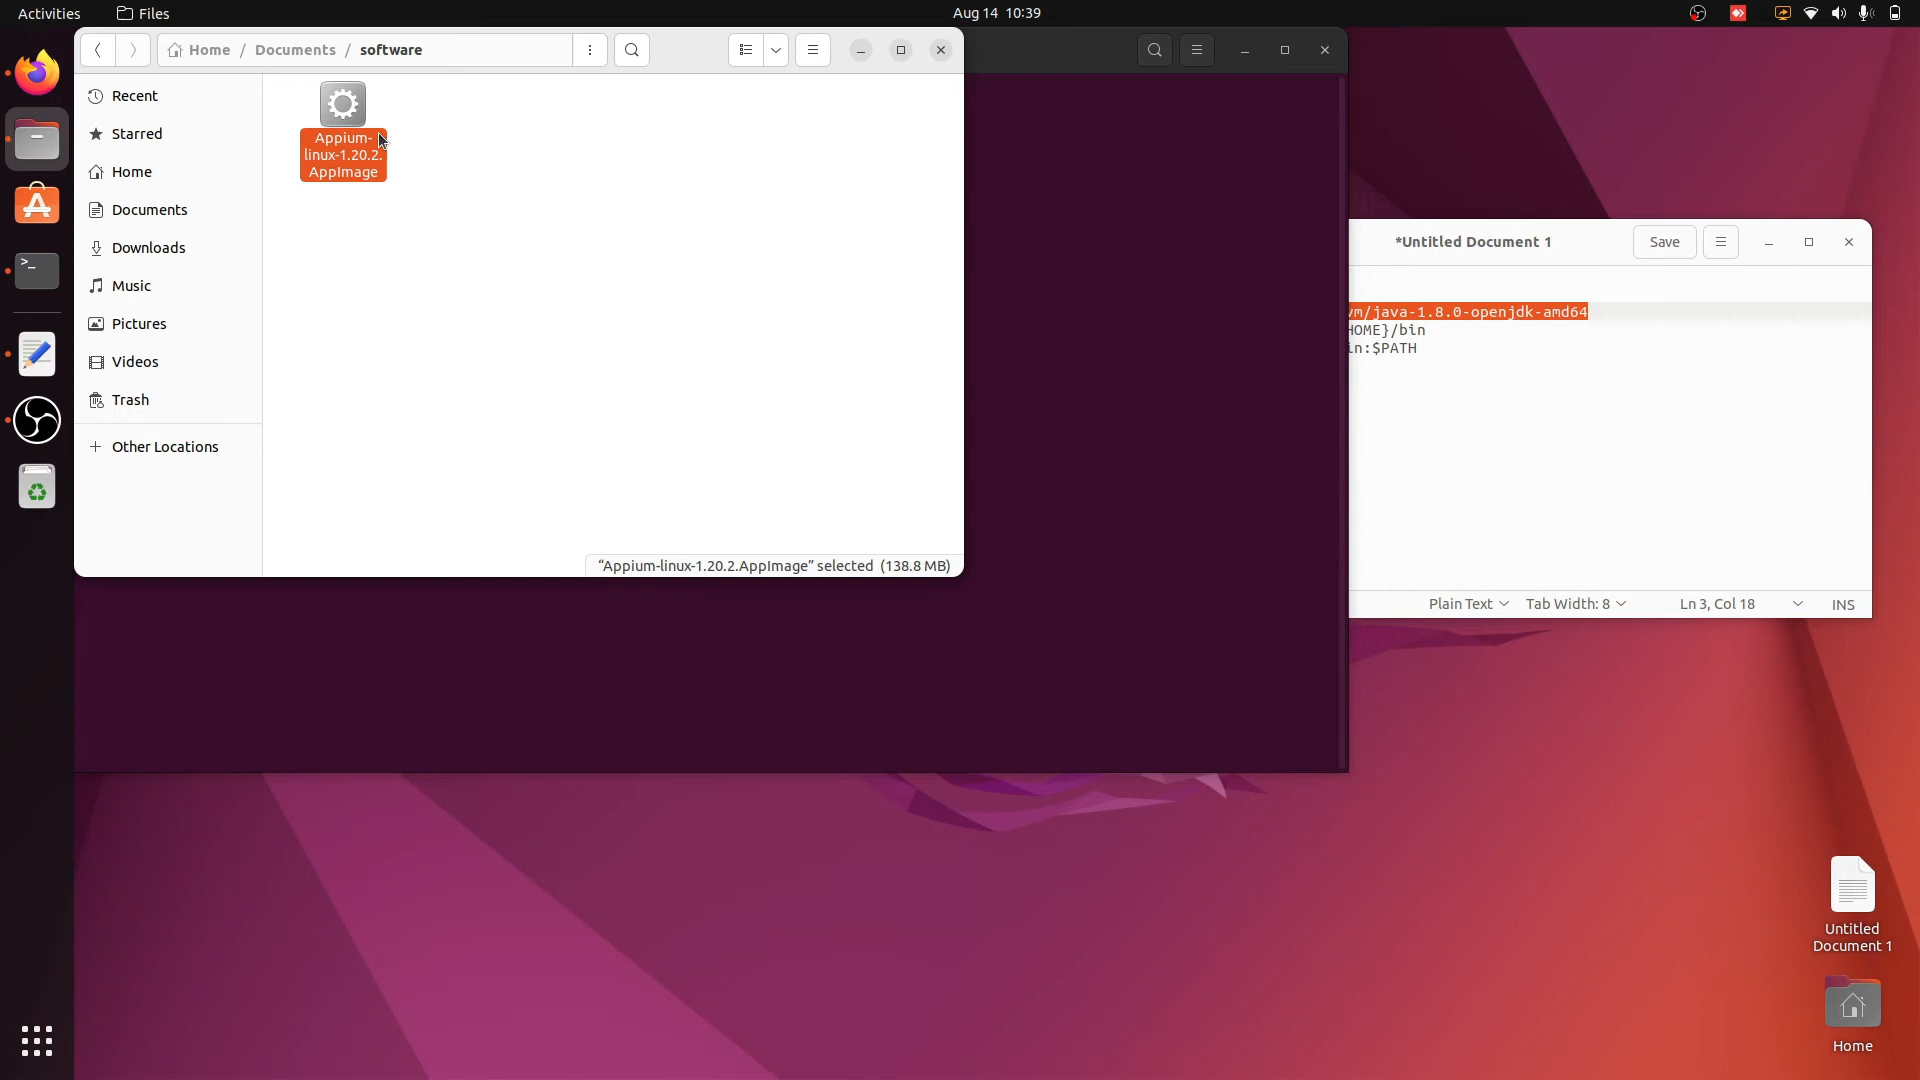 Activities
Files
Aug 14 10:39
Home / Documents / software
Recent
Starred
Home
Documents
Downloads
Music
Pictures
Videos
Trash
Other Locations
Appium-
linux-1.20.2.
AppImage
“Appium-linux-1.20.2.AppImage” selected (138.8 MB)
*Untitled Document 1
Save
vm/java-1.8.0-openjdk-amd64
HOME}/bin
in:$PATH
Plain Text
Tab Width: 8
Ln 3, Col 18
INS
Untitled
Document 1
Home